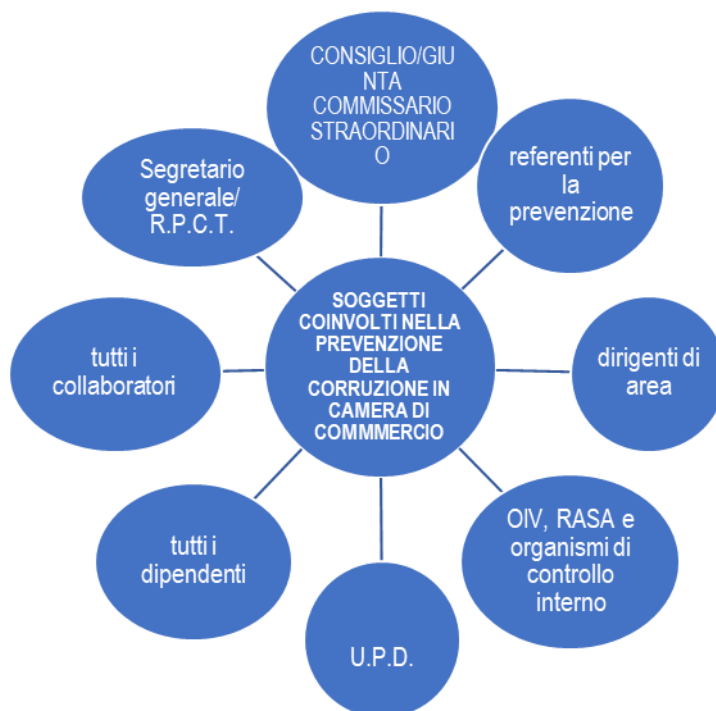 CONSIGLIO/GIU
NTA
COMMISSARIO
STRAORDINARI
O
referenti per
la
prevenzione
dirigenti di
area
OIV, RASA e
organismi di
controllo
interno
U.P.D.
tutti i
dipendenti
tutti i
collaboratori
Segretario
generale/
R.P.C.T.
SOGGETTI
COINVOLTI NELLA
PREVENZIONE
DELLA
CORRUZIONE IN
CAMERA DI
COMMMERCIO